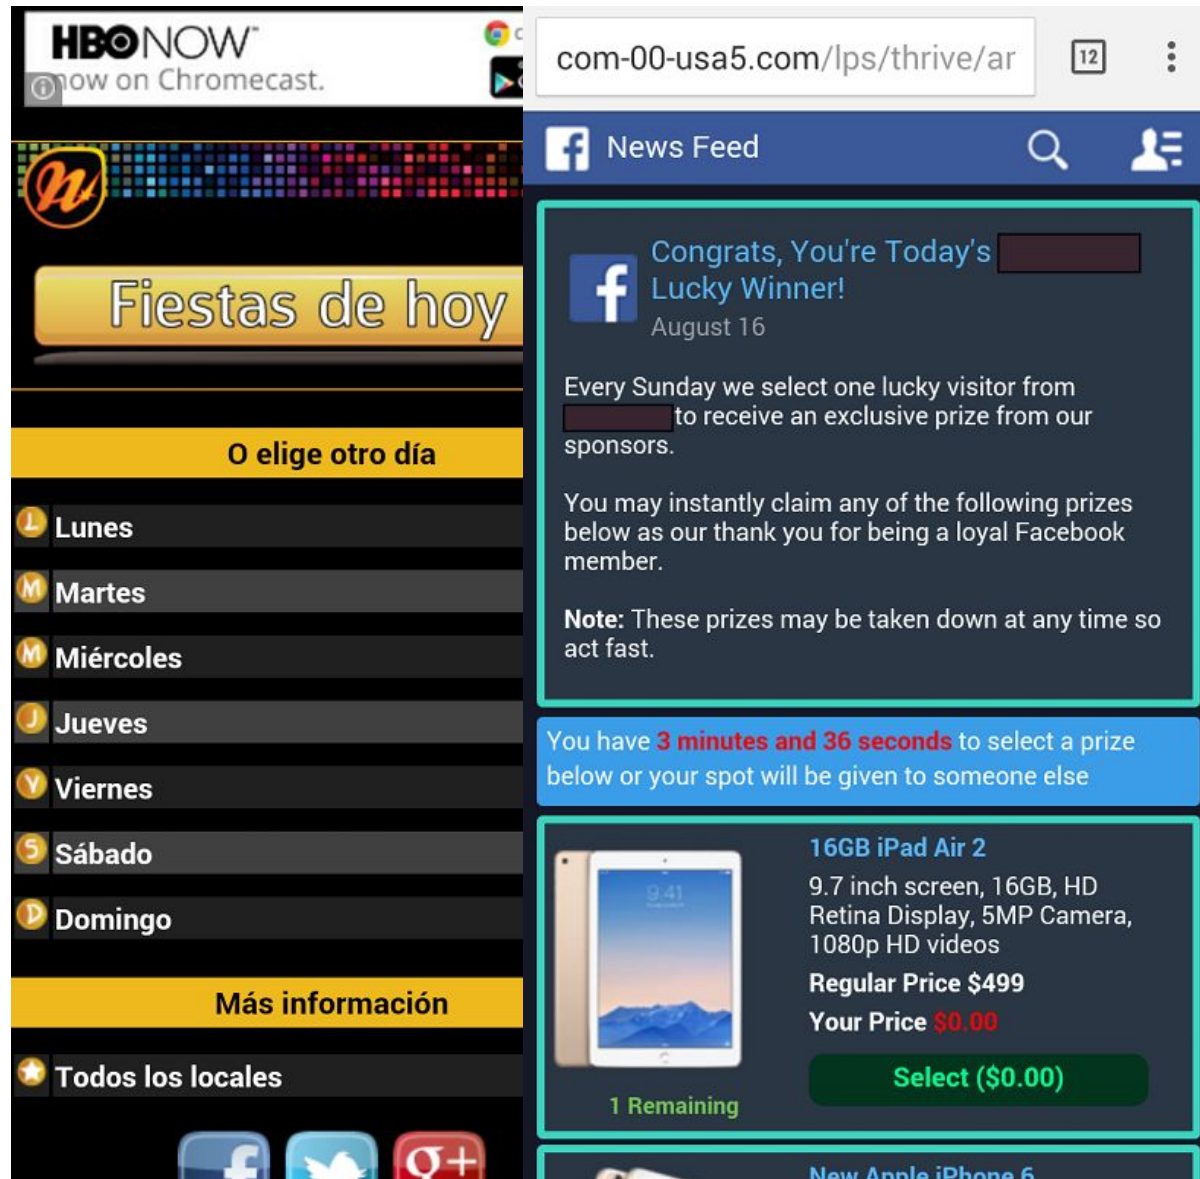 HBO NOW
now on Chromecast.
Fiestas de hoy
O elige otro día
L Lunes
M Martes
M Miércoles
J Jueves
V Viernes
S Sábado
D Domingo
Más información
Todos los locales
f
g+
com-00-usa5.com/lps/thrive/ar
12
f News Feed
f
Congrats, You're Today's
Lucky Winner!
August 16
Every Sunday we select one lucky visitor from
to receive an exclusive prize from our
sponsors.
You may instantly claim any of the following prizes
below as our thank you for being a loyal Facebook
member.
Note: These prizes may be taken down at any time so
act fast.
You have 3 minutes and 36 seconds to select a prize
below or your spot will be given to someone else
9:41
1 Remaining
16GB iPad Air 2
9.7 inch screen, 16GB, HD
Retina Display, 5MP Camera,
1080p HD videos
Regular Price $499
Your Price $0.00
Select ($0.00)
New Apple iPhone 6